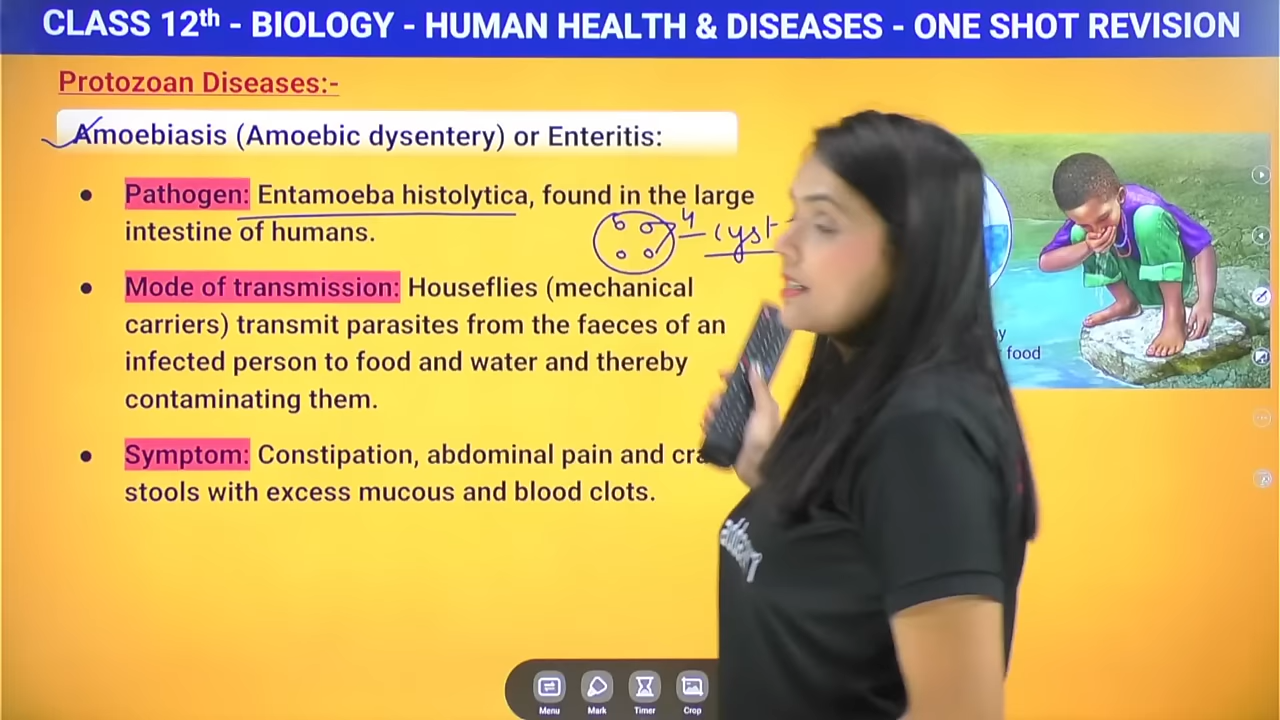 CLASS 12th - BIOLOGY - HUMAN HEALTH & DISEASES - ONE SHOT REVISION
Protozoan Diseases:-
Amoebiasis (Amoebic dysentery) or Enteritis:
• Pathogen: Entamoeba histolytica, found in the large
intestine of humans.
4
cyst
• Mode of transmission: Houseflies (mechanical
carriers) transmit parasites from the faeces of an
infected person to food and water and thereby
contaminating them.
food
• Symptom: Constipation, abdominal pain and
stools with excess mucous and blood clots.
Menu Mark Timer Crop